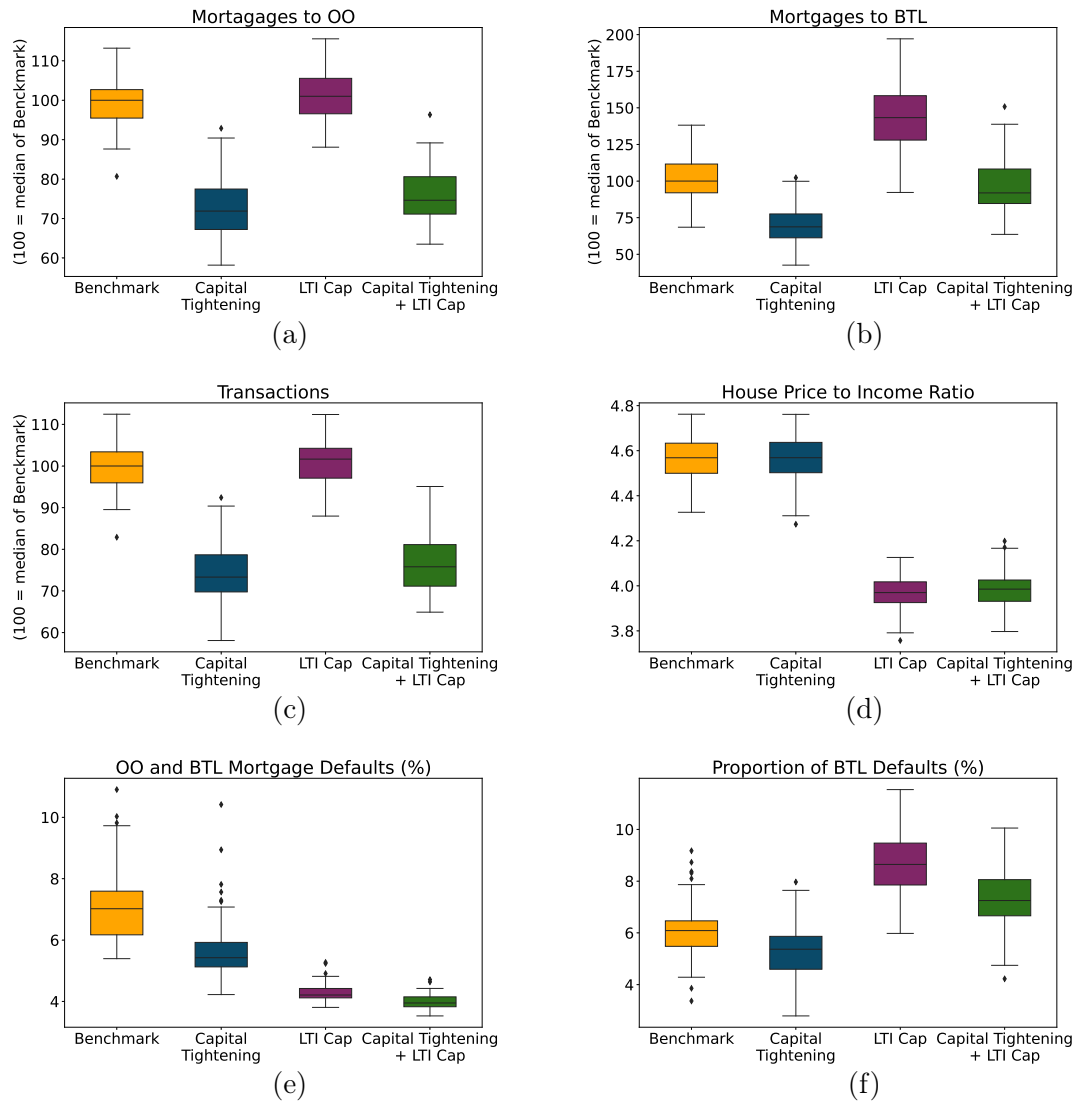 Mortagages to OO
(100 = median of Benckmark)
110
100
90
80
70
60
Benchmark
Capital
Tightening
LTI Cap
Capital Tightening
+ LTI Cap
(a)
Mortgages to BTL
(100 = median of Benckmark)
200
175
150
125
100
75
50
Benchmark
Capital
Tightening
LTI Cap
Capital Tightening
+ LTI Cap
(b)
Transactions
(100 = median of Benckmark)
110
100
90
80
70
60
Benchmark
Capital
Tightening
LTI Cap
Capital Tightening
+ LTI Cap
(c)
House Price to Income Ratio
4.8
4.6
4.4
4.2
4.0
3.8
Benchmark
Capital
Tightening
LTI Cap
Capital Tightening
+ LTI Cap
(d)
OO and BTL Mortgage Defaults (%)
10
8
6
4
Benchmark
Capital
Tightening
LTI Cap
Capital Tightening
+ LTI Cap
(e)
Proportion of BTL Defaults (%)
10
8
6
4
Benchmark
Capital
Tightening
LTI Cap
Capital Tightening
+ LTI Cap
(f)